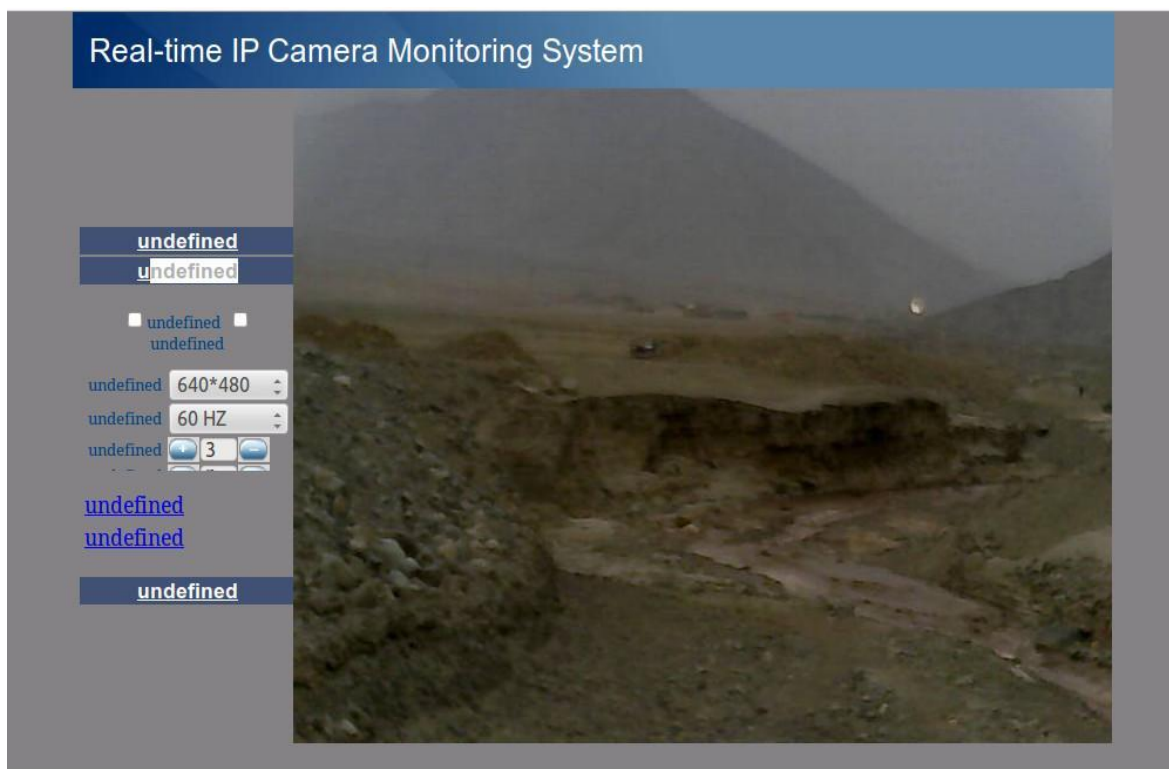 Real-time IP Camera Monitoring System
undefined
undefined
undefined
undefined
undefined 640*480
undefined 60 HZ
undefined + 3 -
undefined
undefined
undefined